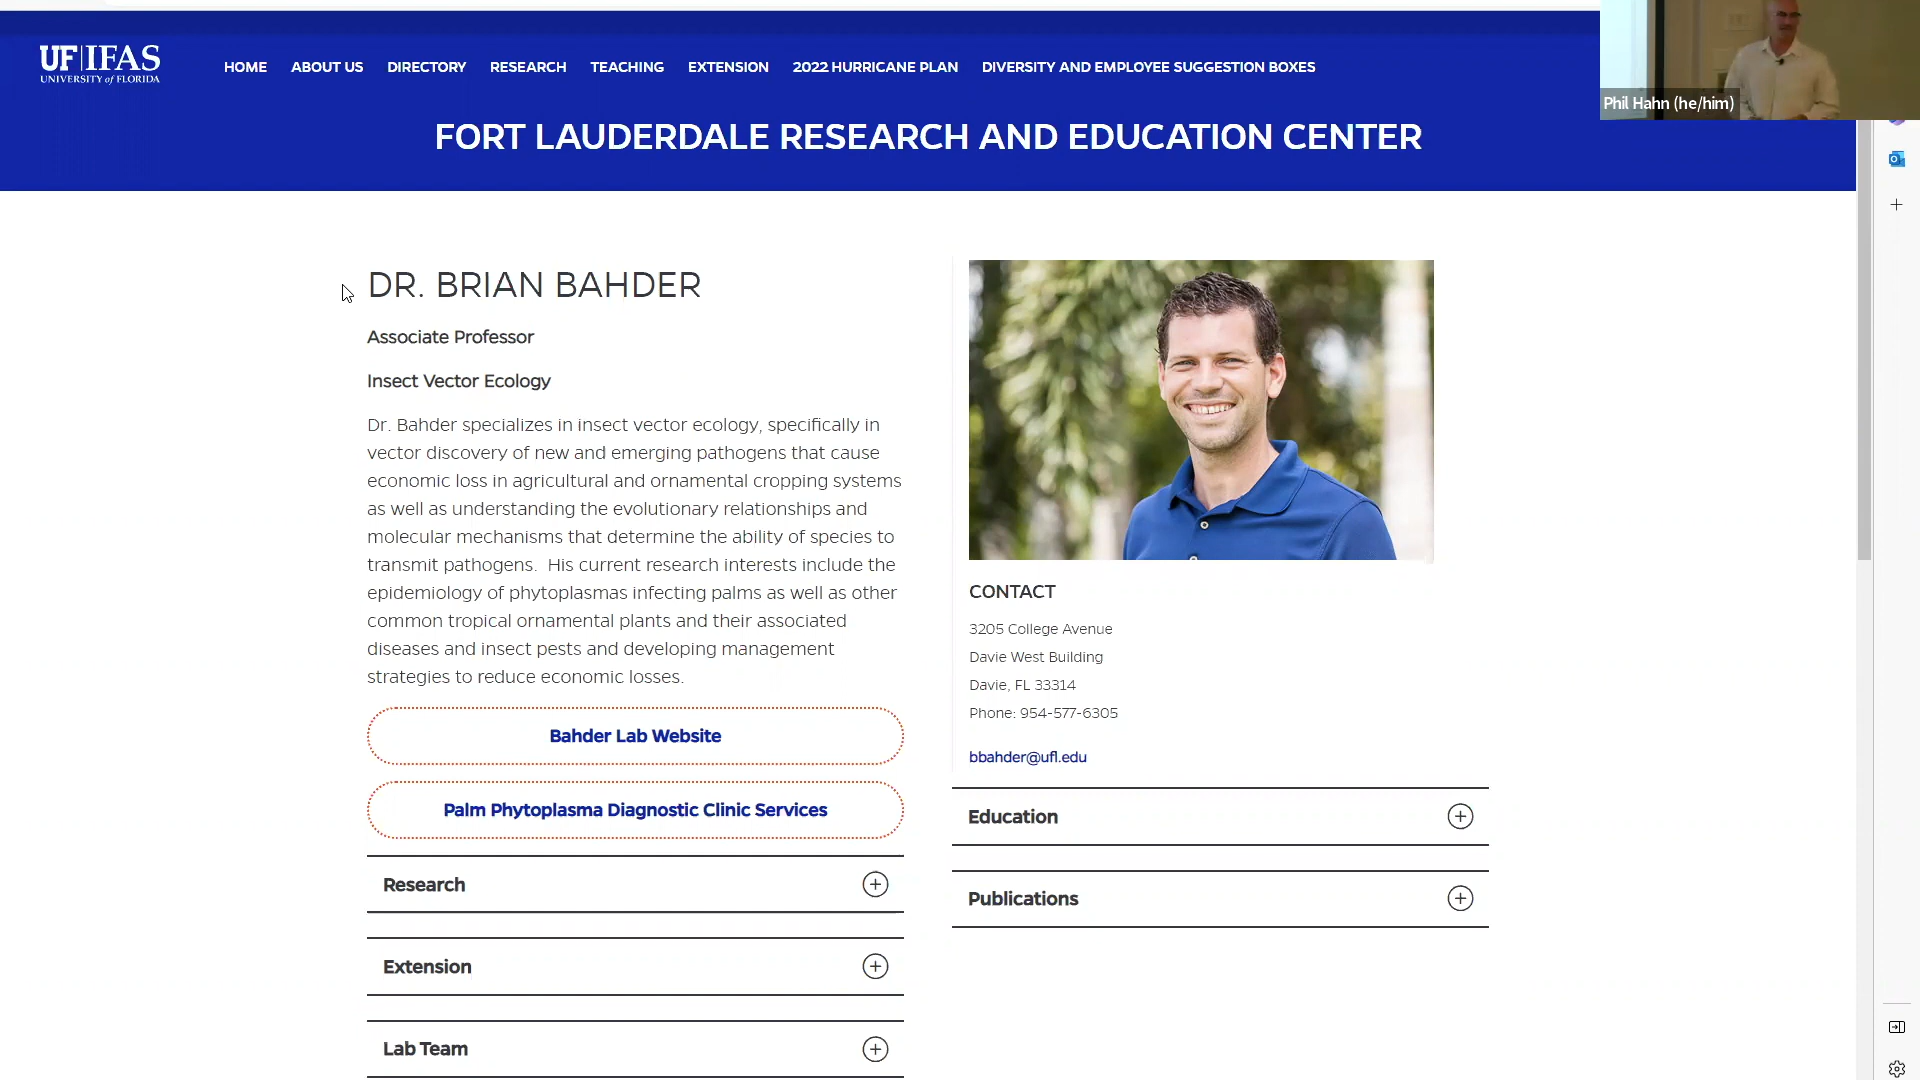 UF|IFAS
UNIVERSITY of FLORIDA
HOME ABOUT US DIRECTORY RESEARCH TEACHING EXTENSION 2022 HURRICANE PLAN DIVERSITY AND EMPLOYEE SUGGESTION BOXES
Phil Hahn (he/him)
FORT LAUDERDALE RESEARCH AND EDUCATION CENTER
DR. BRIAN BAHDER
Associate Professor
Insect Vector Ecology
Dr. Bahder specializes in insect vector ecology, specifically in
vector discovery of new and emerging pathogens that cause
economic loss in agricultural and ornamental cropping systems
as well as understanding the evolutionary relationships and
molecular mechanisms that determine the ability of species to
transmit pathogens. His current research interests include the
epidemiology of phytoplasmas infecting palms as well as other
common tropical ornamental plants and their associated
diseases and insect pests and developing management
strategies to reduce economic losses.
Bahder Lab Website
Palm Phytoplasma Diagnostic Clinic Services
Research
Extension
Lab Team
CONTACT
3205 College Avenue
Davie West Building
Davie, FL 33314
Phone: 954-577-6305
bbahder@ufl.edu
Education
Publications